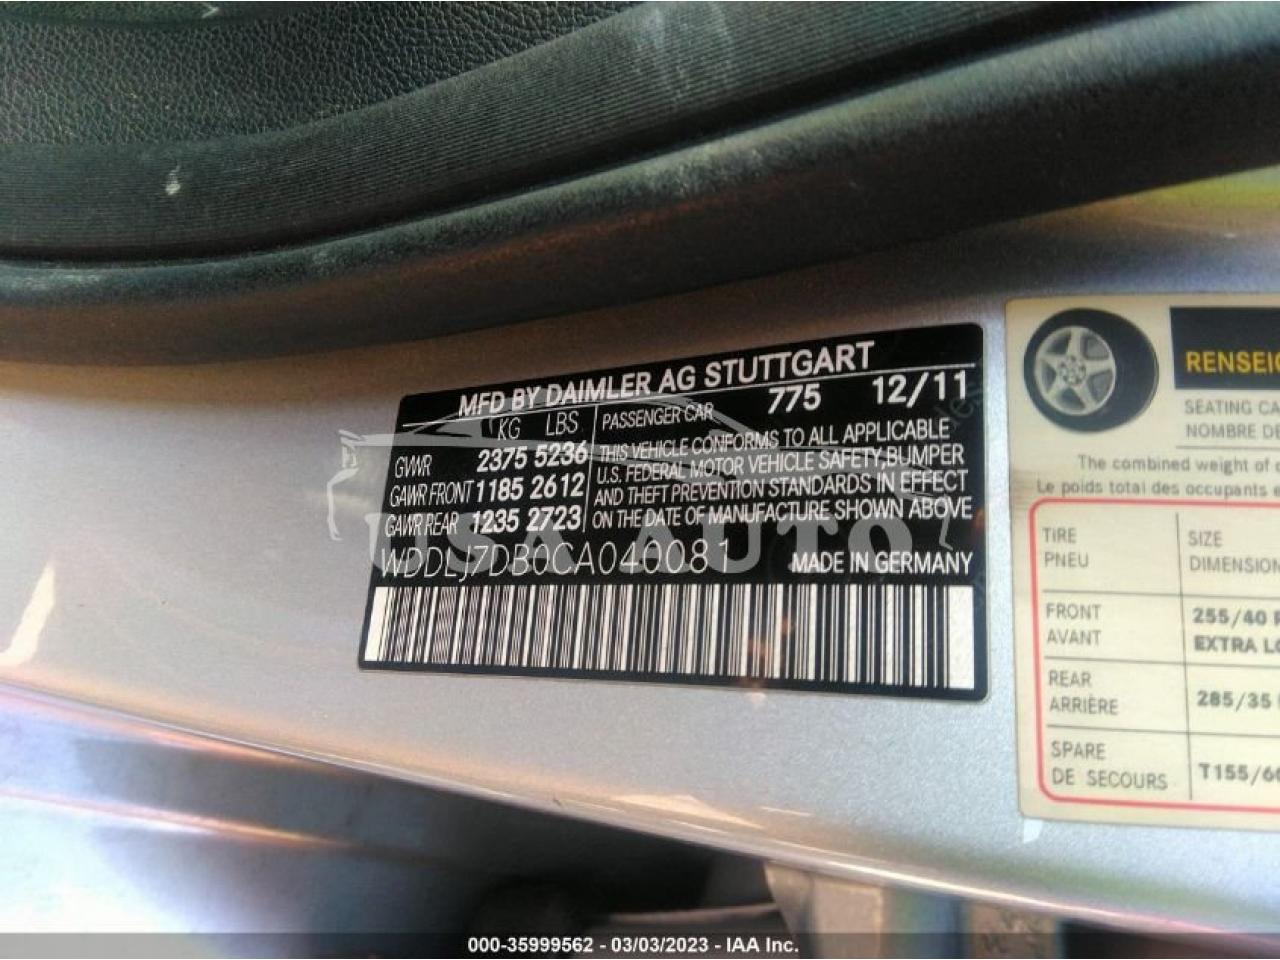 MFD BY DAIMLER AG STUTTGART
KG LBS PASSENGER CAR 775 12/11
GVWR 2375 5236
GAWR FRONT 1185 2612
GAWR REAR 1235 2723
THIS VEHICLE CONFORMS TO ALL APPLICABLE
U.S. FEDERAL MOTOR VEHICLE SAFETY,BUMPER
AND THEFT PREVENTION STANDARDS IN EFFECT
ON THE DATE OF MANUFACTURE SHOWN ABOVE
WDDLJ7DB0CA040081 MADE IN GERMANY
USA AUTO
RENSEIG
SEATING CA
NOMBRE DE
The combined weight of
Le poids total des occupants e
TIRE
PNEU
SIZE
DIMENSION
FRONT
AVANT
255/40 R
EXTRA LO
REAR
ARRIÈRE
285/35
SPARE
DE SECOURS
T155/60
000-35999562 - 03/03/2023 - IAA Inc.